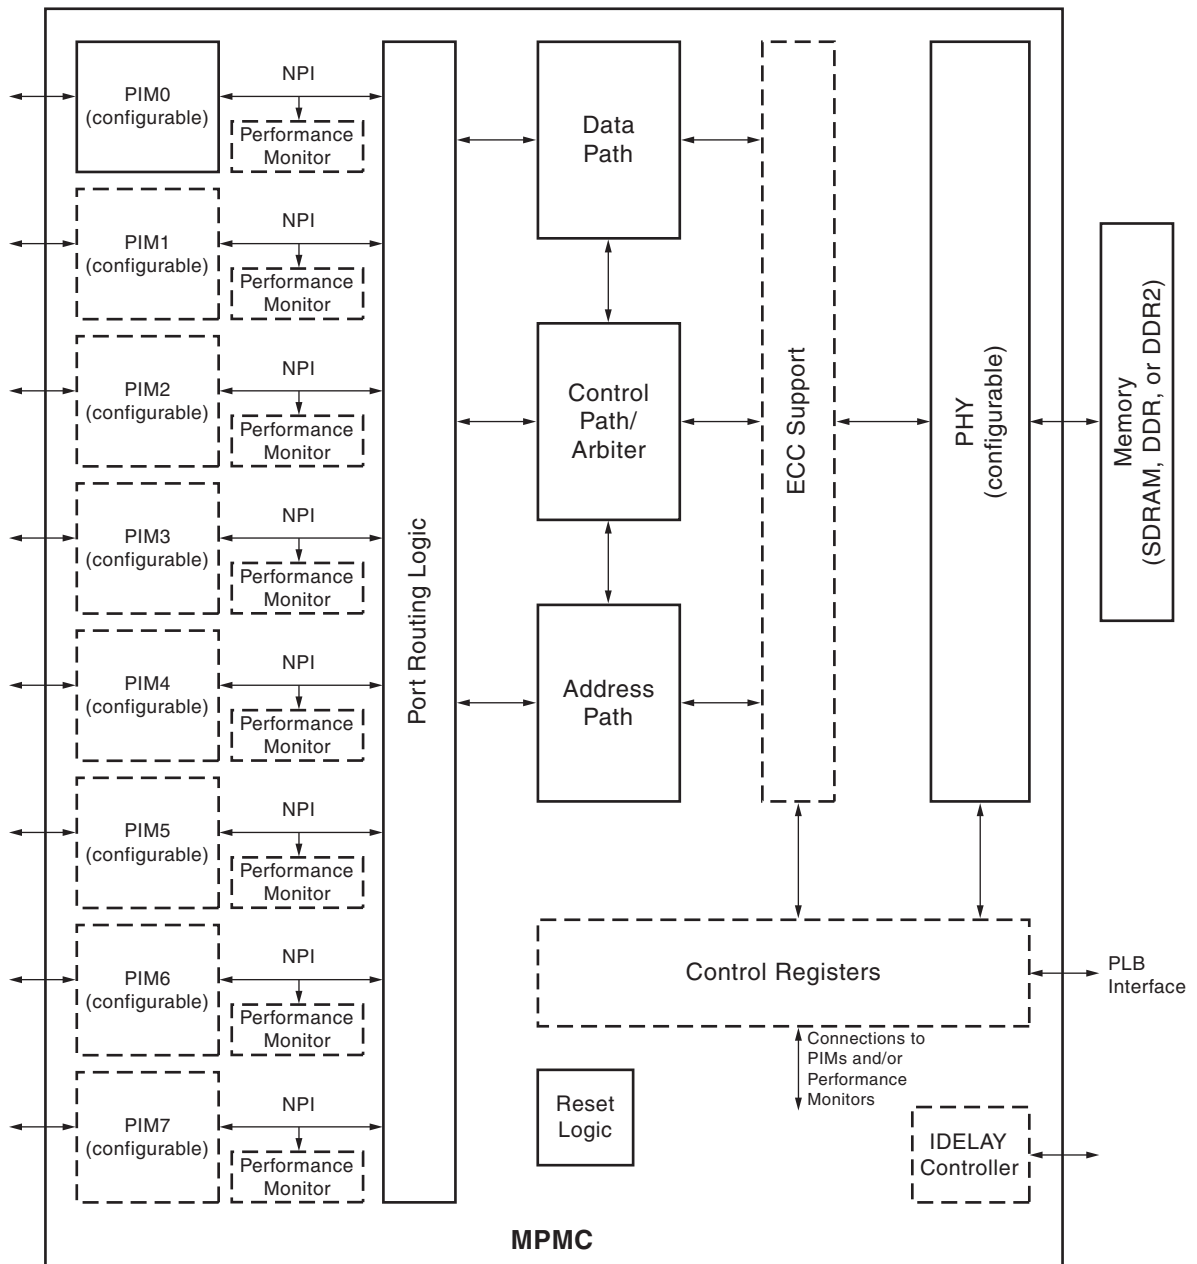 PIM0
(configurable)
NPI
Performance
Monitor
PIM1
(configurable)
NPI
Performance
Monitor
PIM2
(configurable)
NPI
Performance
Monitor
PIM3
(configurable)
NPI
Performance
Monitor
PIM4
(configurable)
NPI
Performance
Monitor
PIM5
(configurable)
NPI
Performance
Monitor
PIM6
(configurable)
NPI
Performance
Monitor
PIM7
(configurable)
NPI
Performance
Monitor
Port Routing Logic
Data
Path
Control
Path/
Arbiter
Address
Path
ECC Support
PHY
(configurable)
Memory
(SDRAM, DDR, or DDR2)
Control Registers
PLB
Interface
Connections to
PIMs and/or
Performance
Monitors
Reset
Logic
IDELAY
Controller
MPMC